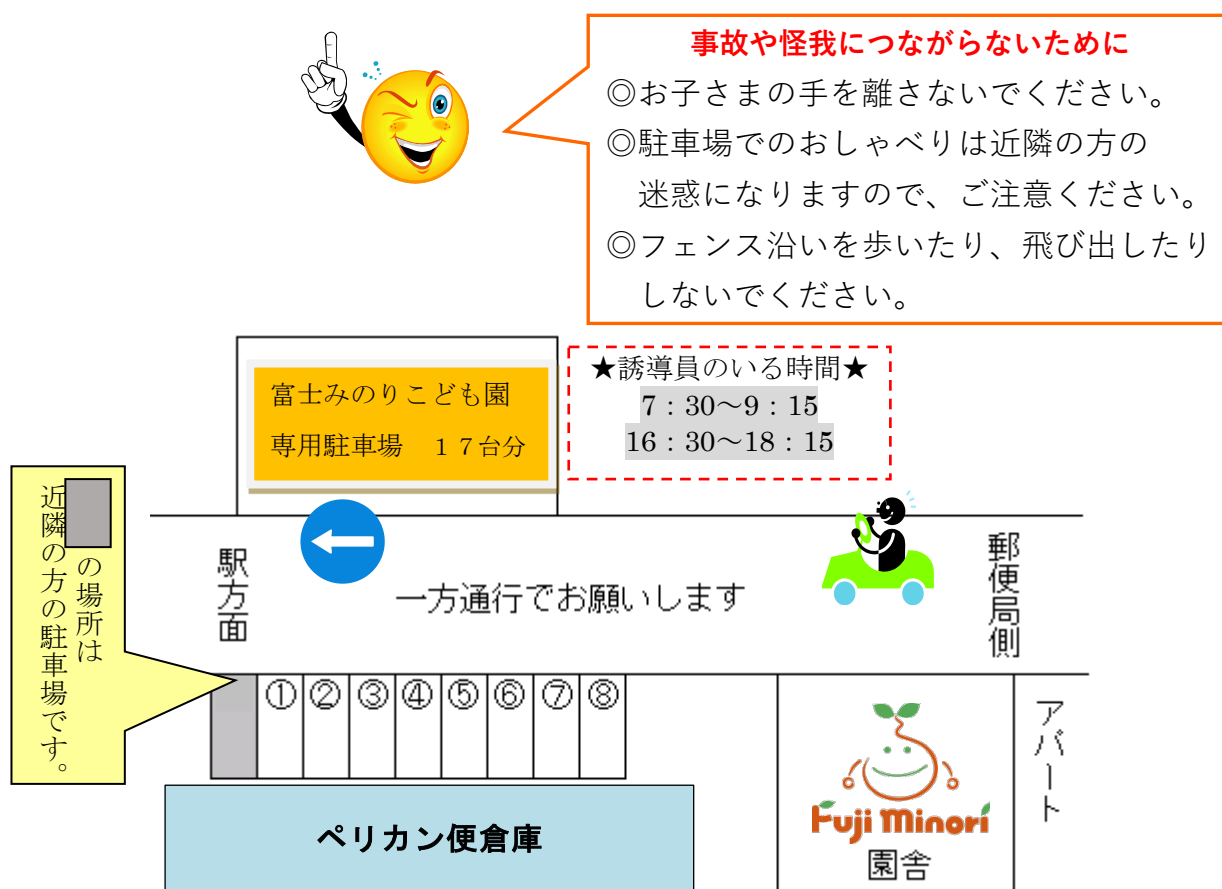 事故や怪我につながらないために
◎お子さまの手を離さないでください。
◎駐車場でのおしゃべりは近隣の方の
迷惑になりますので、ご注意ください。
◎フェンス沿いを歩いたり、飛び出したり
しないでください。
富士みのりこども園
専用駐車場 １７台分
★誘導員のいる時間★
7：30～9：15
16：30～18：15
の場所は
近隣の方の駐車場です。
駅方面
一方通行でお願いします
郵便局側
①②③④⑤⑥⑦⑧
ペリカン便倉庫
Fuji Minori
園舎
アパート